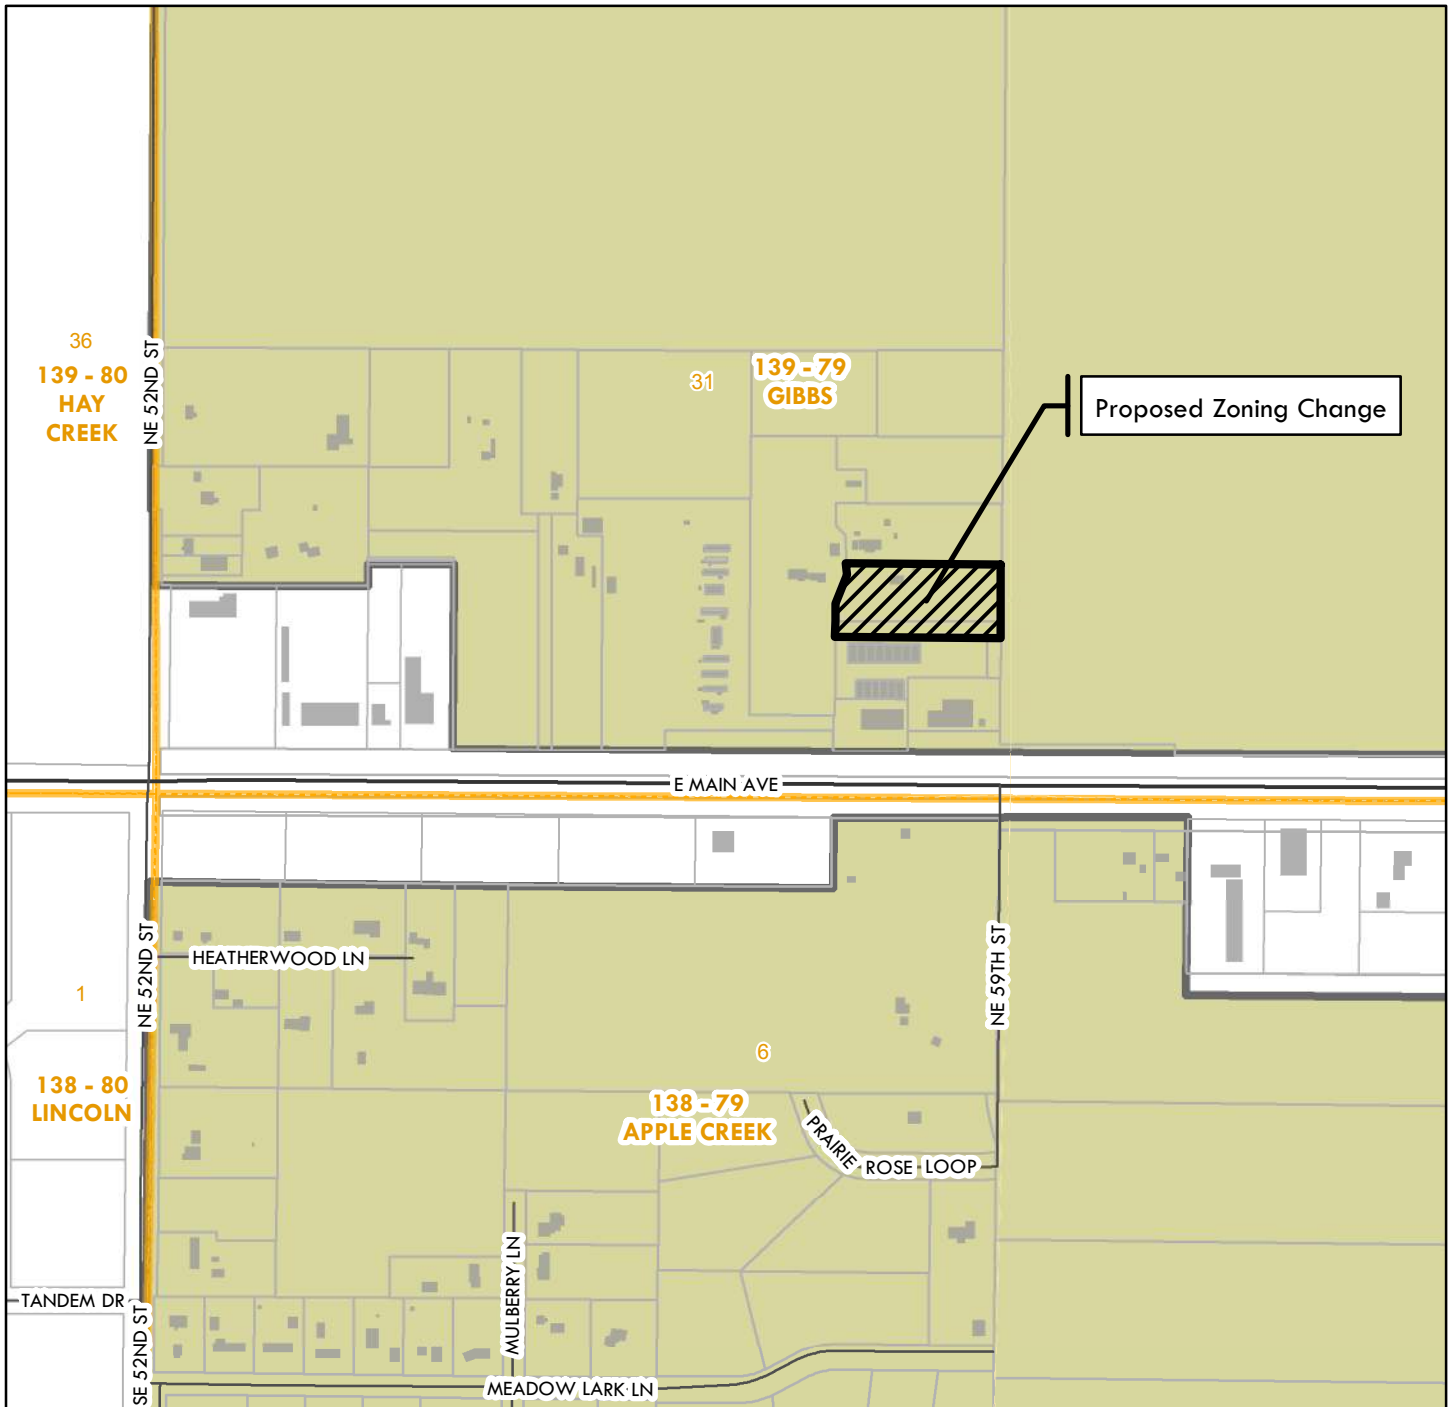 36
139 - 80
HAY
CREEK
NE 52ND ST
31
139 - 79
GIBBS
Proposed Zoning Change
E MAIN AVE
NE 52ND ST
HEATHERWOOD LN
NE 59TH ST
1
138 - 80
LINCOLN
6
138 - 79
APPLE CREEK
PRAIRIE ROSE LOOP
MULBERRY LN
TANDEM DR
SE 52ND ST
MEADOW LARK LN